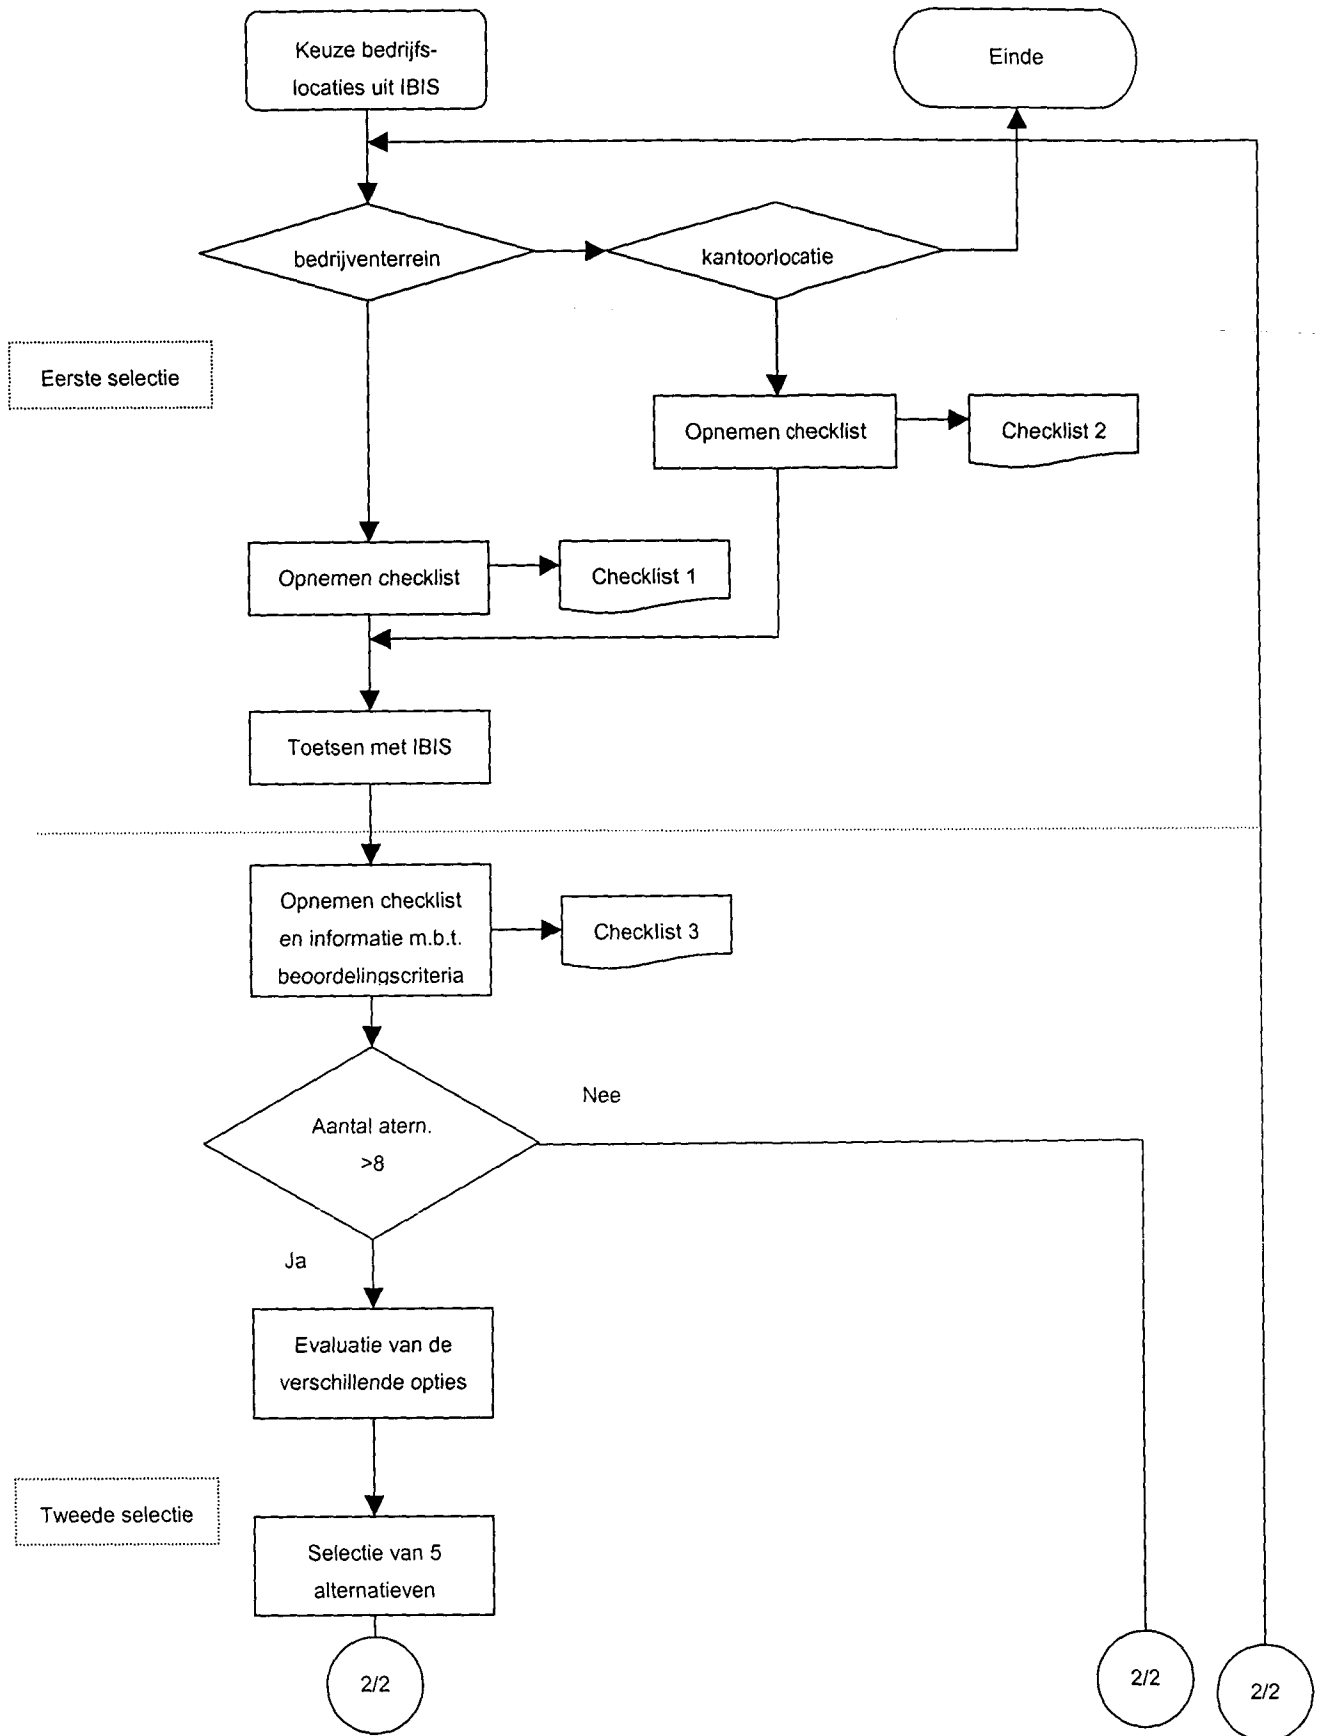 Keuze bedrijfs-
locaties uit IBIS
Einde
bedrijventerrein
kantoorlocatie
Eerste selectie
Opnemen checklist
Checklist 2
Opnemen checklist
Checklist 1
Toetsen met IBIS
Opnemen checklist
en informatie m.b.t.
beoordelingscriteria
Checklist 3
Nee
Aantal atern.
>8
Ja
Evaluatie van de
verschillende opties
Tweede selectie
Selectie van 5
alternatieven
2/2
2/2
2/2